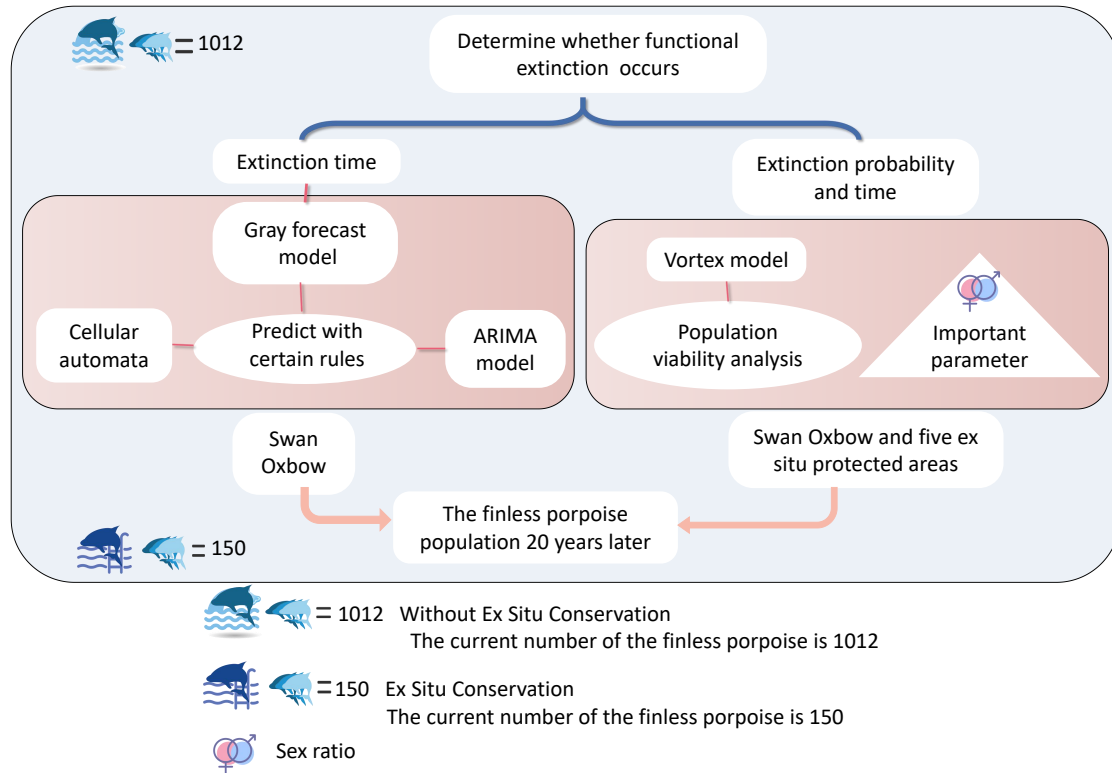 = 1012
Determine whether functional
extinction occurs
Extinction time
Extinction probability
and time
Gray forecast
model
Vortex model
Cellular
automata
Predict with
certain rules
ARIMA
model
Population
viability analysis
Important
parameter
Swan
Oxbow
Swan Oxbow and five ex
situ protected areas
The finless porpoise
population 20 years later
= 150
= 1012 Without Ex Situ Conservation
The current number of the finless porpoise is 1012
= 150 Ex Situ Conservation
The current number of the finless porpoise is 150
Sex ratio